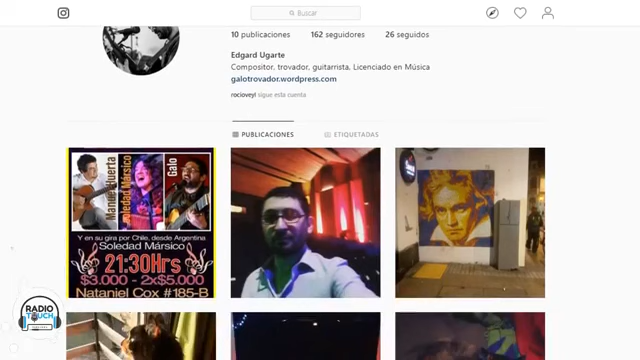 Buscar
10 publicaciones 162 seguidores 26 seguidos
Edgard Ugarte
Compositor, trovador, guitarrista, Licenciado en Música
galotrovador.wordpress.com
rocioveyl sigue esta cuenta
PUBLICACIONES ETIQUETADAS
Manuel Huerta
Soledad Mársico
Galo
Y en su gira por Chile, desde Argentina
Soledad Mársico
21:30Hrs
$3.000 - 2x$5.000
Nataniel Cox #185-B
RADIO
TOUCH